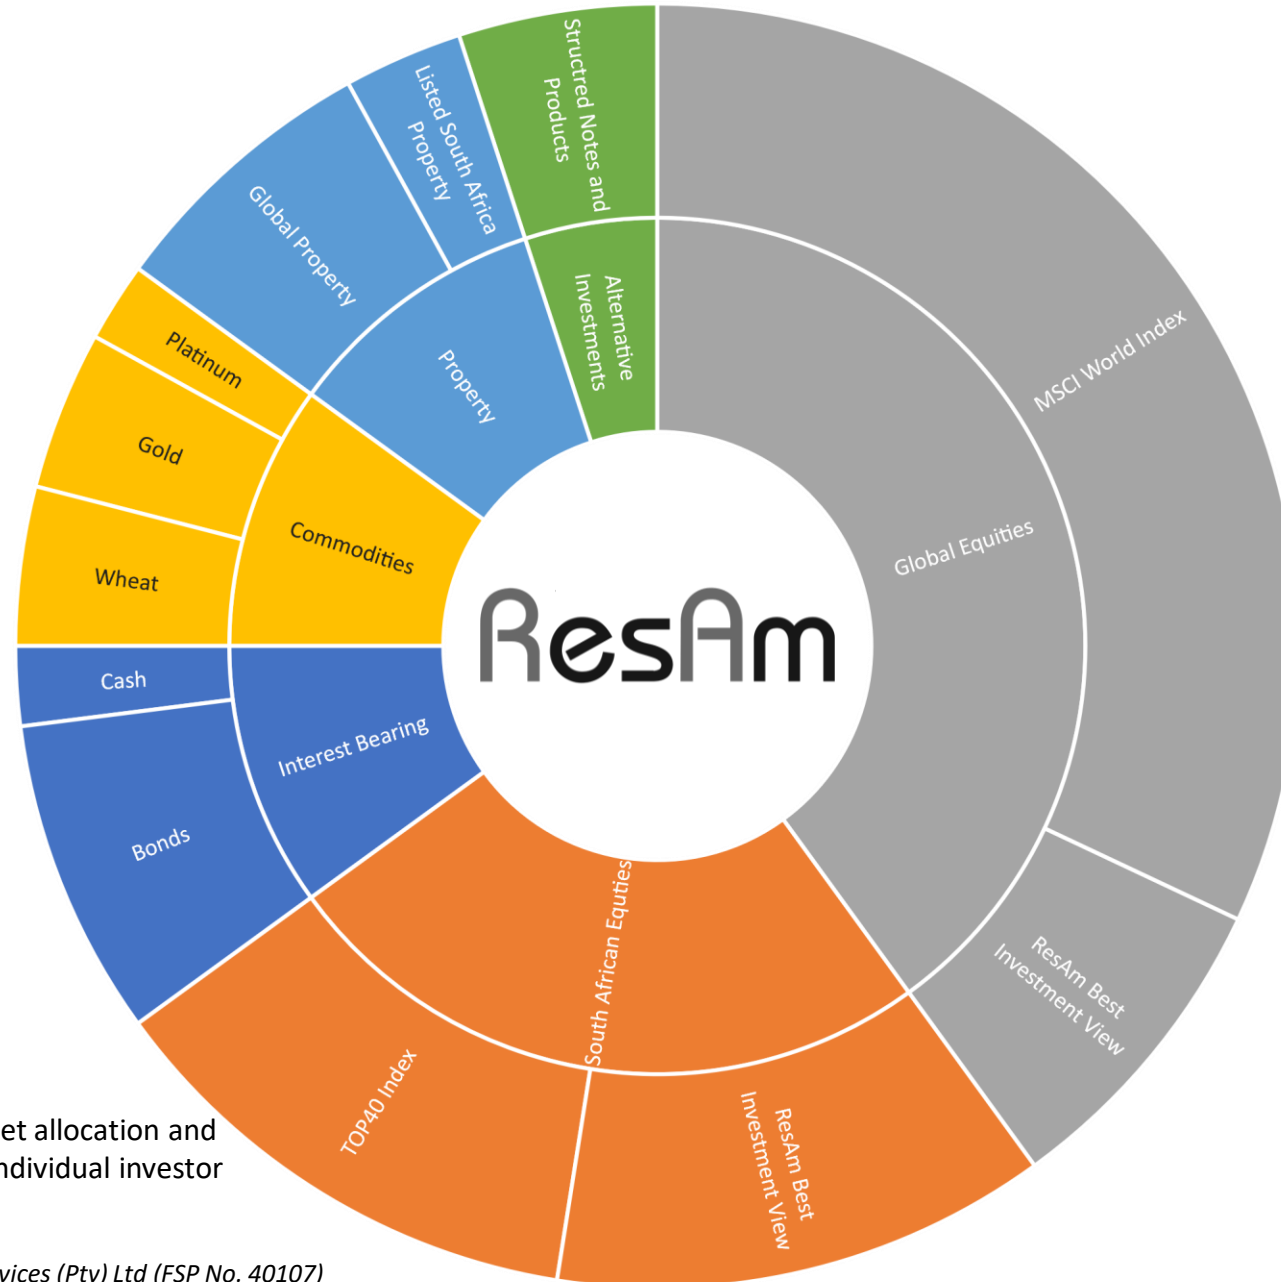 Structred Notes and
Products
Listed South Africa
Property
Global Property
Alternative
Investments
Property
MSCI World Index
Platinum
Gold
Commodities
Global Equities
Wheat
ResAm
Cash
Interest Bearing
Bonds
South African Equties
ResAm Best
Investment View
TOP40 Index
ResAm Best
Investment View
et allocation and
ndividual investor
vices (Pty) Ltd (FSP No. 40107)